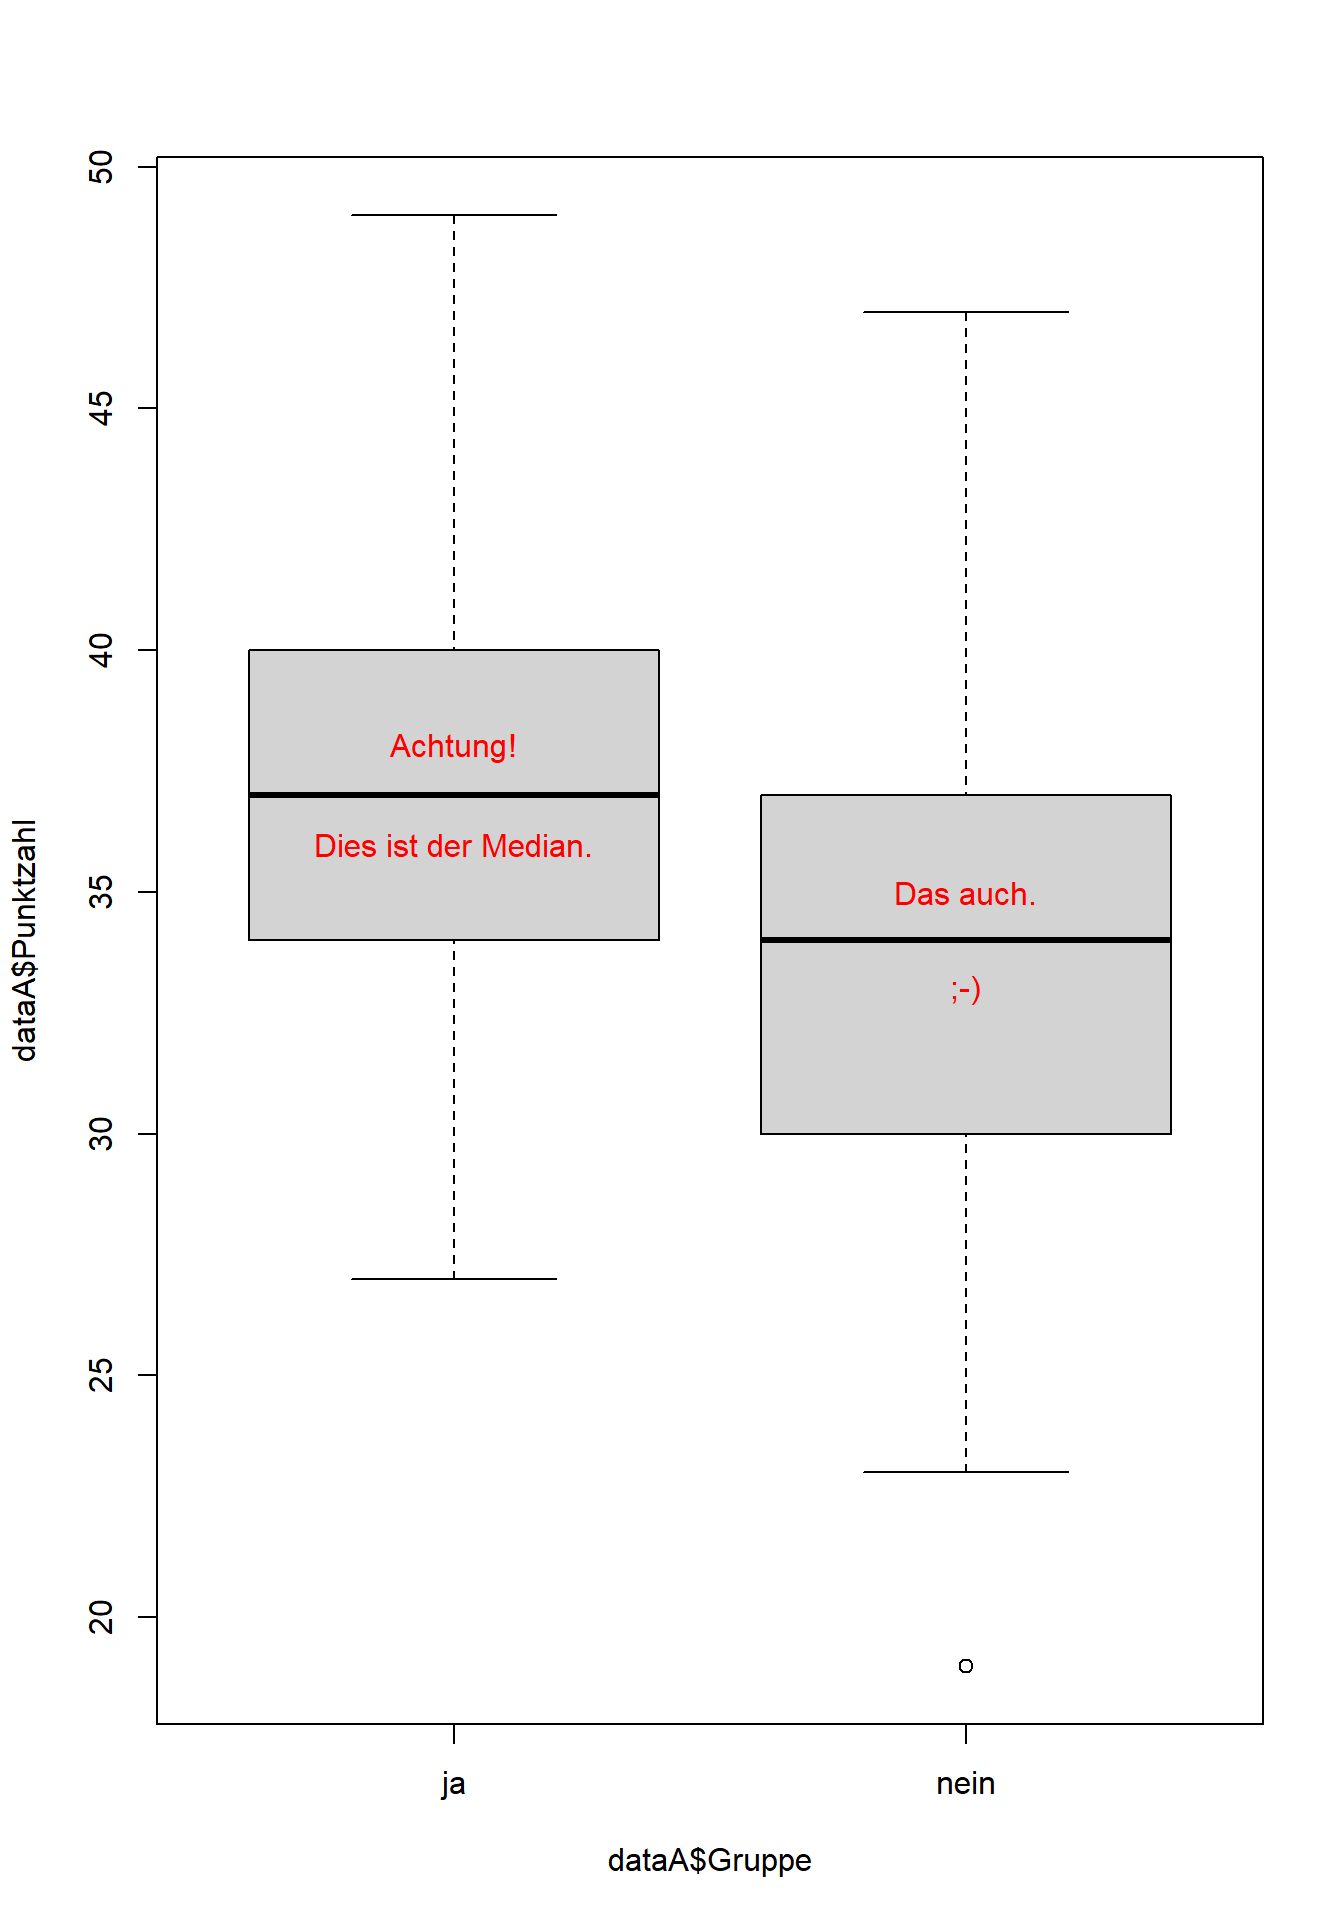 50
45
40
35
30
25
20
dataA$Punktzahl
Achtung!
Dies ist der Median.
Das auch.
;-)
ja
nein
dataA$Gruppe